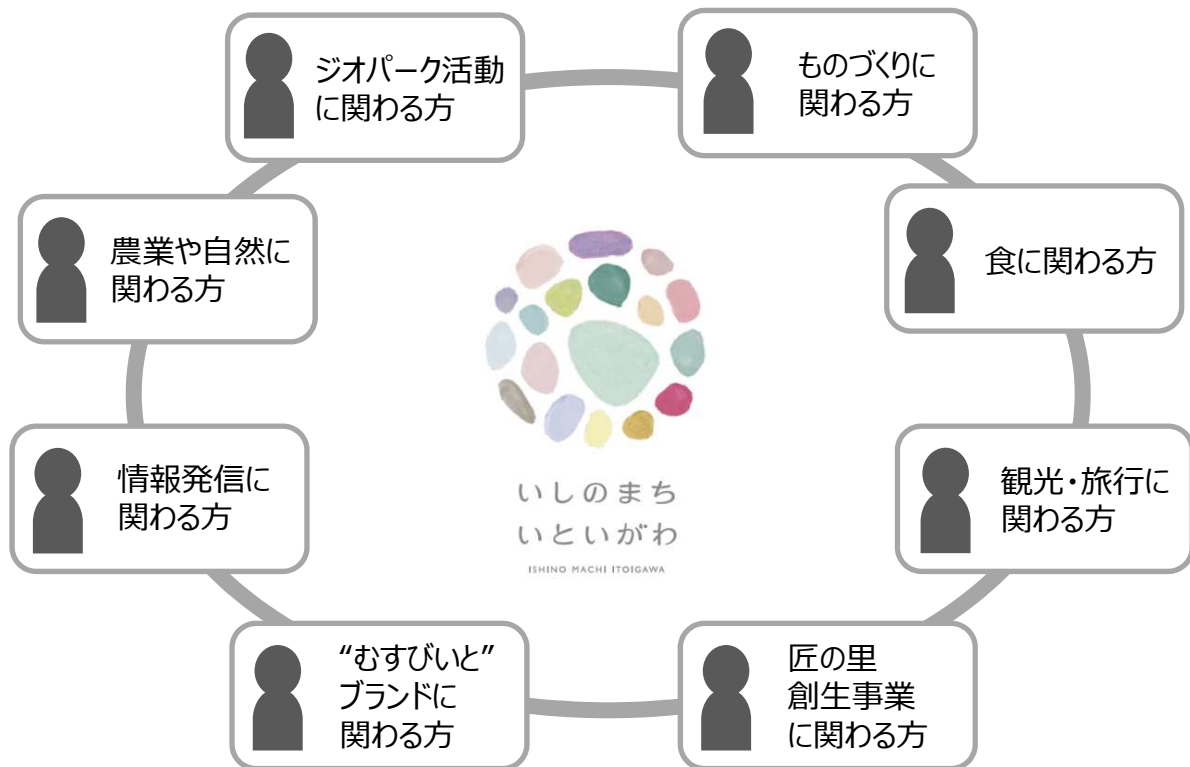 ジオパーク活動
に関わる方
ものづくりに
関わる方
農業や自然に
関わる方
食に関わる方
情報発信に
関わる方
いしのまち
いといがわ
ISHINO MACHI ITOIGAWA
観光・旅行に
関わる方
“むすびいと”
ブランドに
関わる方
匠の里
創生事業
に関わる方